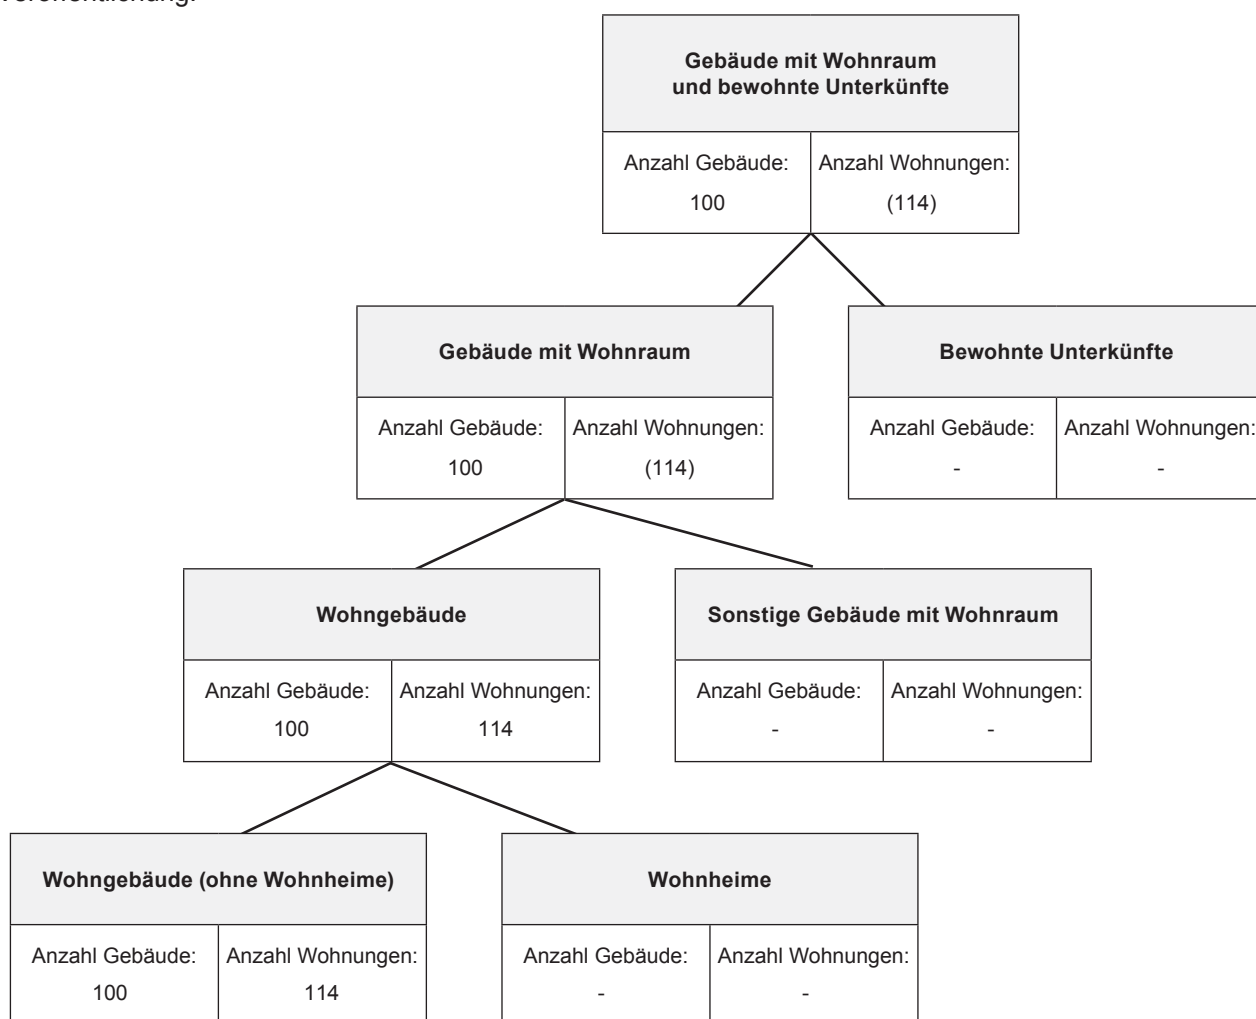 Veröffentlichung.
Gebäude mit Wohnraum
und bewohnte Unterkünfte
Anzahl Gebäude: Anzahl Wohnungen:
100 (114)
Gebäude mit Wohnraum
Bewohnte Unterkünfte
Anzahl Gebäude: Anzahl Wohnungen:
100 (114)
Anzahl Gebäude: Anzahl Wohnungen:
- -
Wohngebäude
Sonstige Gebäude mit Wohnraum
Anzahl Gebäude: Anzahl Wohnungen:
100 114
Anzahl Gebäude: Anzahl Wohnungen:
- -
Wohngebäude (ohne Wohnheime)
Wohnheime
Anzahl Gebäude: Anzahl Wohnungen:
100 114
Anzahl Gebäude: Anzahl Wohnungen:
- -